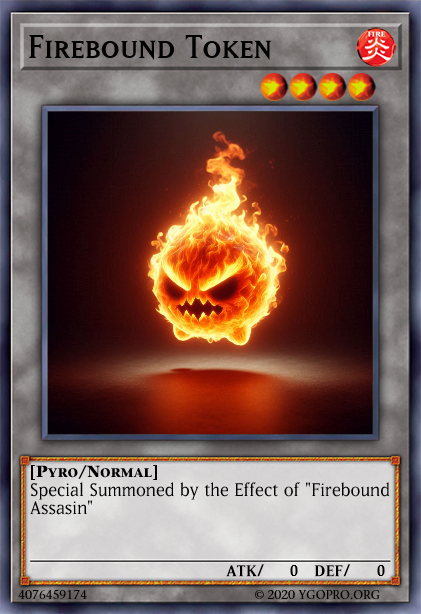 Firebound Token
FIRE
炎
[Pyro/Normal]
Special Summoned by the Effect of "Firebound
Assasin"
ATK/ 0 DEF/ 0
4076459174 © 2020 YGOPRO.ORG